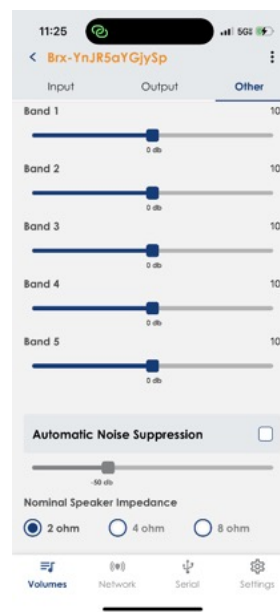 11:25 5G
Brx-YnJR5aYGjySp
Input Output Other
Band 1 10
0 db
Band 2 10
0 db
Band 3 10
0 db
Band 4 10
0 db
Band 5 10
0 db
Automatic Noise Suppression
-50 db
Nominal Speaker Impedance
2 ohm 4 ohm 8 ohm
Volumes Network Serial Settings